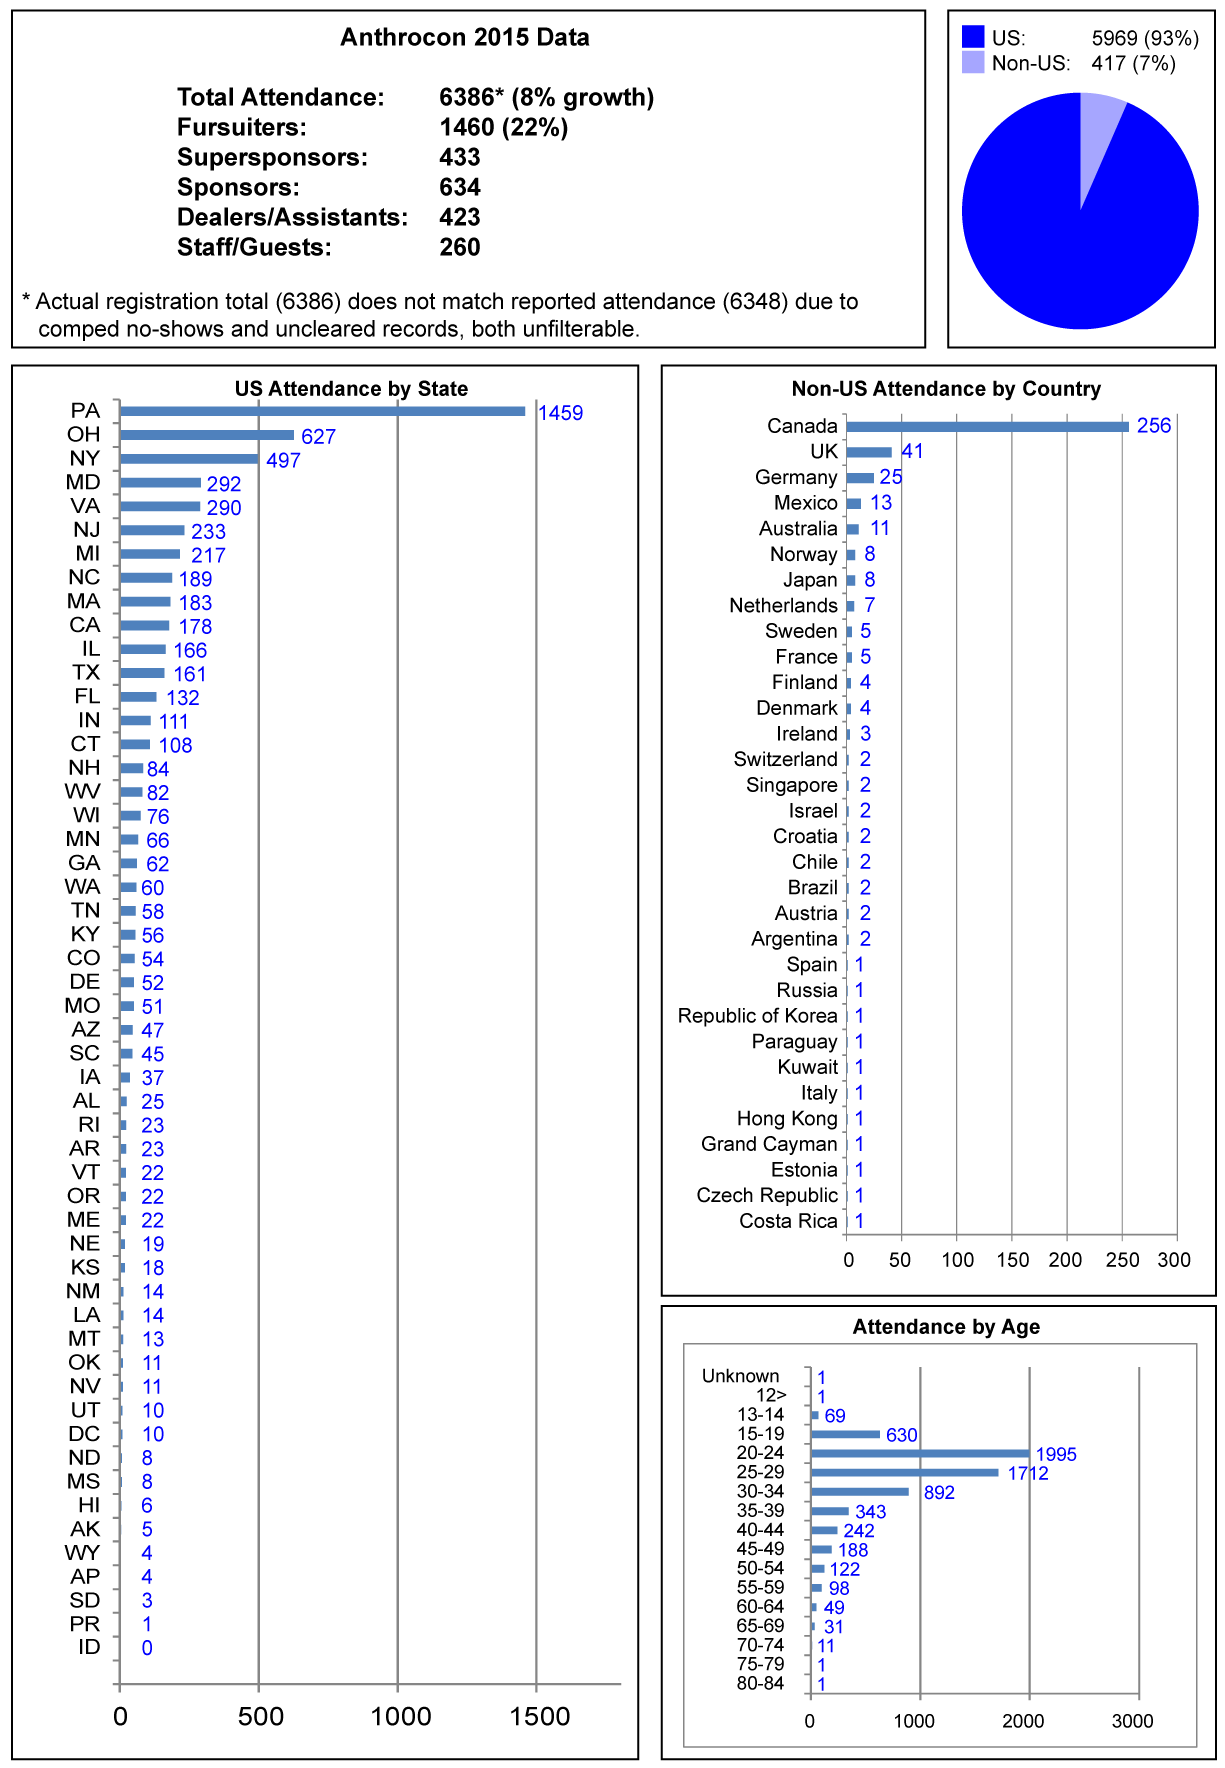 Anthrocon 2015 Data
Total Attendance: 6386* (8% growth)
Fursuiters: 1460 (22%)
Supersponsors: 433
Sponsors: 634
Dealers/Assistants: 423
Staff/Guests: 260
* Actual registration total (6386) does not match reported attendance (6348) due to
comped no-shows and uncleared records, both unfilterable.
US: 5969 (93%)
Non-US: 417 (7%)
US Attendance by State
PA 1459
OH 627
NY 497
MD 292
VA 290
NJ 233
MI 217
NC 189
MA 183
CA 178
IL 166
TX 161
FL 132
IN 111
CT 108
NH 84
WV 82
WI 76
MN 66
GA 62
WA 60
TN 58
KY 56
CO 54
DE 52
MO 51
AZ 47
SC 45
IA 37
AL 25
RI 23
AR 23
VT 22
OR 22
ME 22
NE 19
KS 18
NM 14
LA 14
MT 13
OK 11
NV 11
UT 10
DC 10
ND 8
MS 8
HI 6
AK 5
WY 4
AP 4
SD 3
PR 1
ID 0
0 500 1000 1500
Non-US Attendance by Country
Canada 256
UK 41
Germany 25
Mexico 13
Australia 11
Norway 8
Japan 8
Netherlands 7
Sweden 5
France 5
Finland 4
Denmark 4
Ireland 3
Switzerland 2
Singapore 2
Israel 2
Croatia 2
Chile 2
Brazil 2
Austria 2
Argentina 2
Spain 1
Russia 1
Republic of Korea 1
Paraguay 1
Kuwait 1
Italy 1
Hong Kong 1
Grand Cayman 1
Estonia 1
Czech Republic 1
Costa Rica 1
0 50 100 150 200 250 300
Attendance by Age
Unknown 1
12> 1
13-14 69
15-19 630
20-24 1995
25-29 1712
30-34 892
35-39 343
40-44 242
45-49 188
50-54 122
55-59 98
60-64 49
65-69 31
70-74 11
75-79 1
80-84 1
0 1000 2000 3000